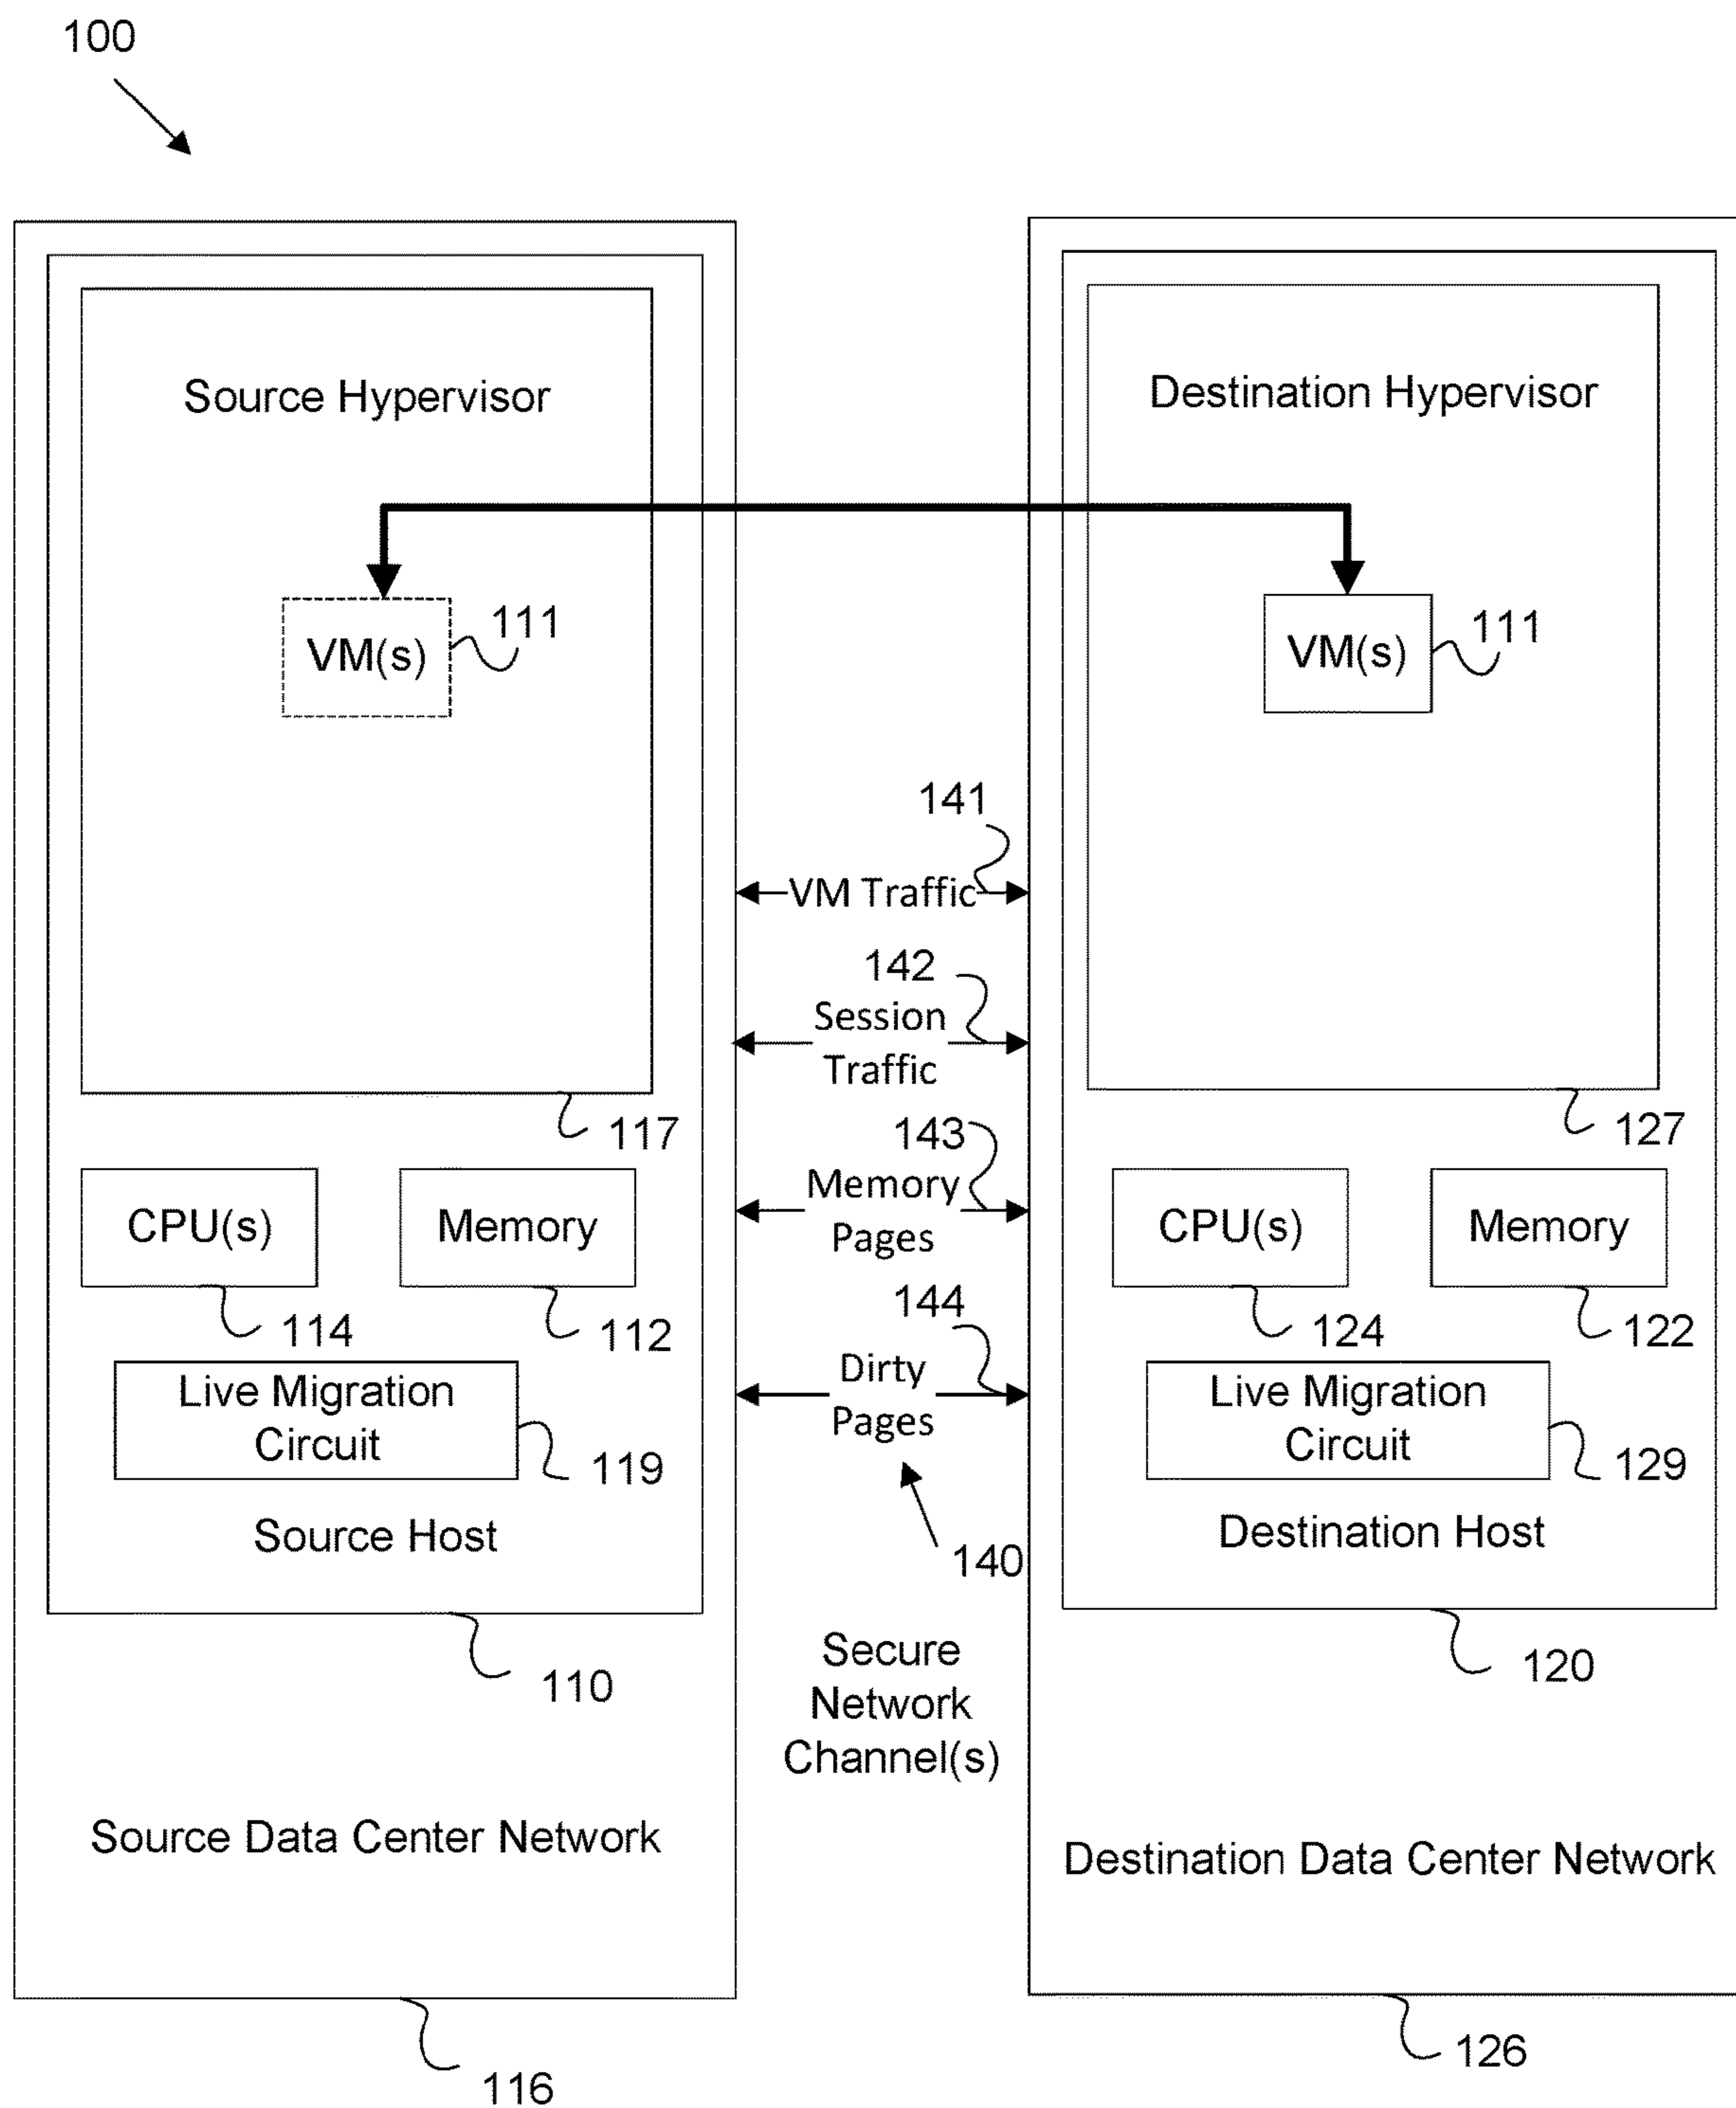 100
Source Hypervisor
VM(s)
111
117
CPU(s)
114
Memory
112
Live Migration
Circuit
119
Source Host
110
Source Data Center Network
116
141
VM Traffic
142
Session
Traffic
143
Memory
Pages
144
Dirty
Pages
140
Secure
Network
Channel(s)
Destination Hypervisor
VM(s)
111
127
CPU(s)
124
Memory
122
Live Migration
Circuit
129
Destination Host
120
Destination Data Center Network
126